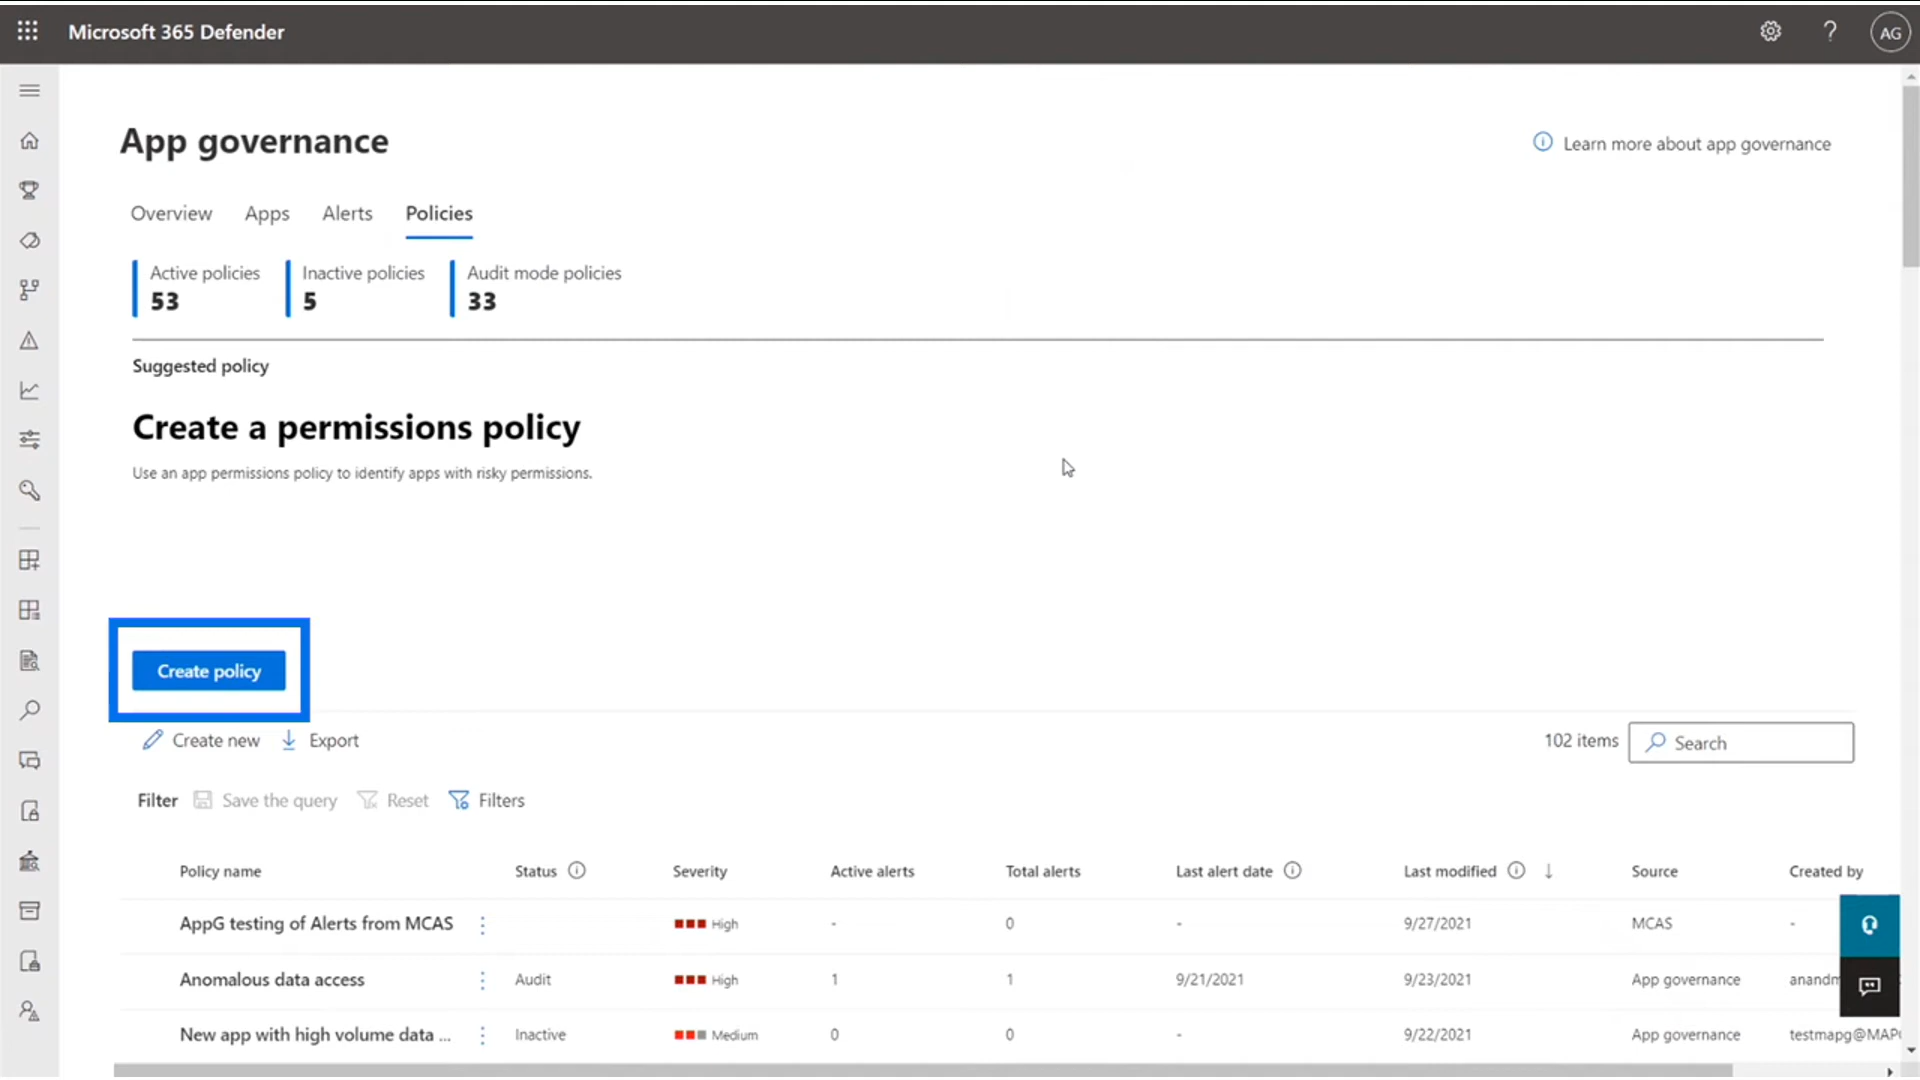 Microsoft 365 Defender
AG
App governance
Learn more about app governance
Overview Apps Alerts Policies
Active policies Inactive policies Audit mode policies
53 5 33
Suggested policy
Create a permissions policy
Use an app permissions policy to identify apps with risky permissions.
Create policy
Create new Export 102 items Search
Filter Save the query Reset Filters
Policy name Status Severity Active alerts Total alerts Last alert date Last modified Source Created by
AppG testing of Alerts from MCAS High - 0 - 9/27/2021 MCAS -
Anomalous data access Audit High 1 1 9/21/2021 9/23/2021 App governance anandm
New app with high volume data ... Inactive Medium 0 0 - 9/22/2021 App governance testmapg@MAP